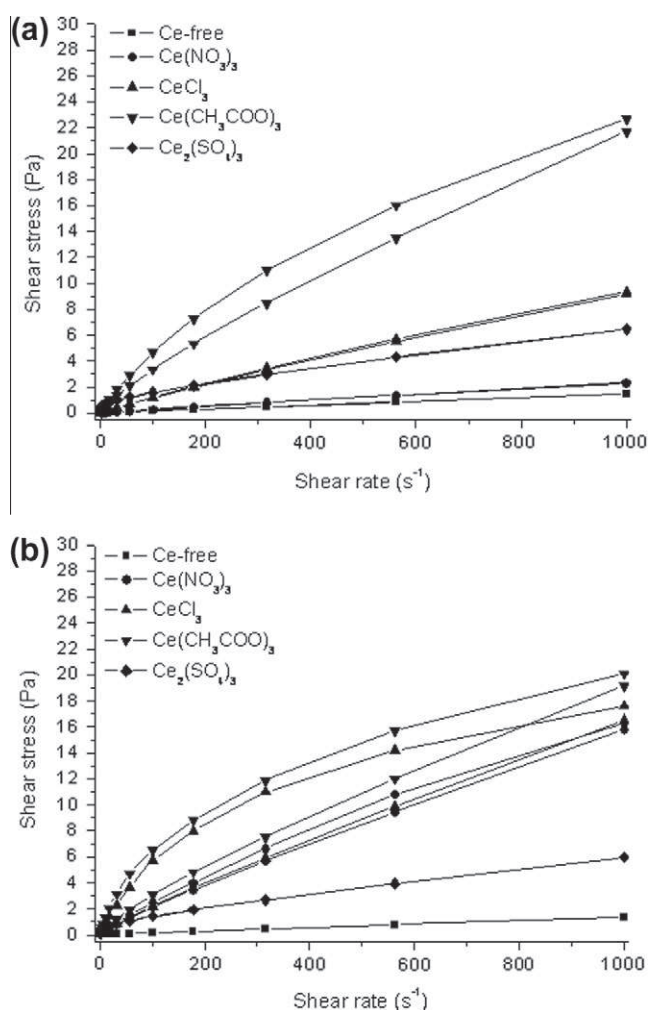 (a)
30
28
26
24
22
20
18
16
14
12
10
8
6
4
2
0
Shear stress (Pa)
Ce-free
Ce(NO3)3
CeCl3
Ce(CH3COO)3
Ce2(SO4)3
0 200 400 600 800 1000
Shear rate (s-1)
(b)
30
28
26
24
22
20
18
16
14
12
10
8
6
4
2
0
Shear stress (Pa)
Ce-free
Ce(NO3)3
CeCl3
Ce(CH3COO)3
Ce2(SO4)3
0 200 400 600 800 1000
Shear rate (s-1)